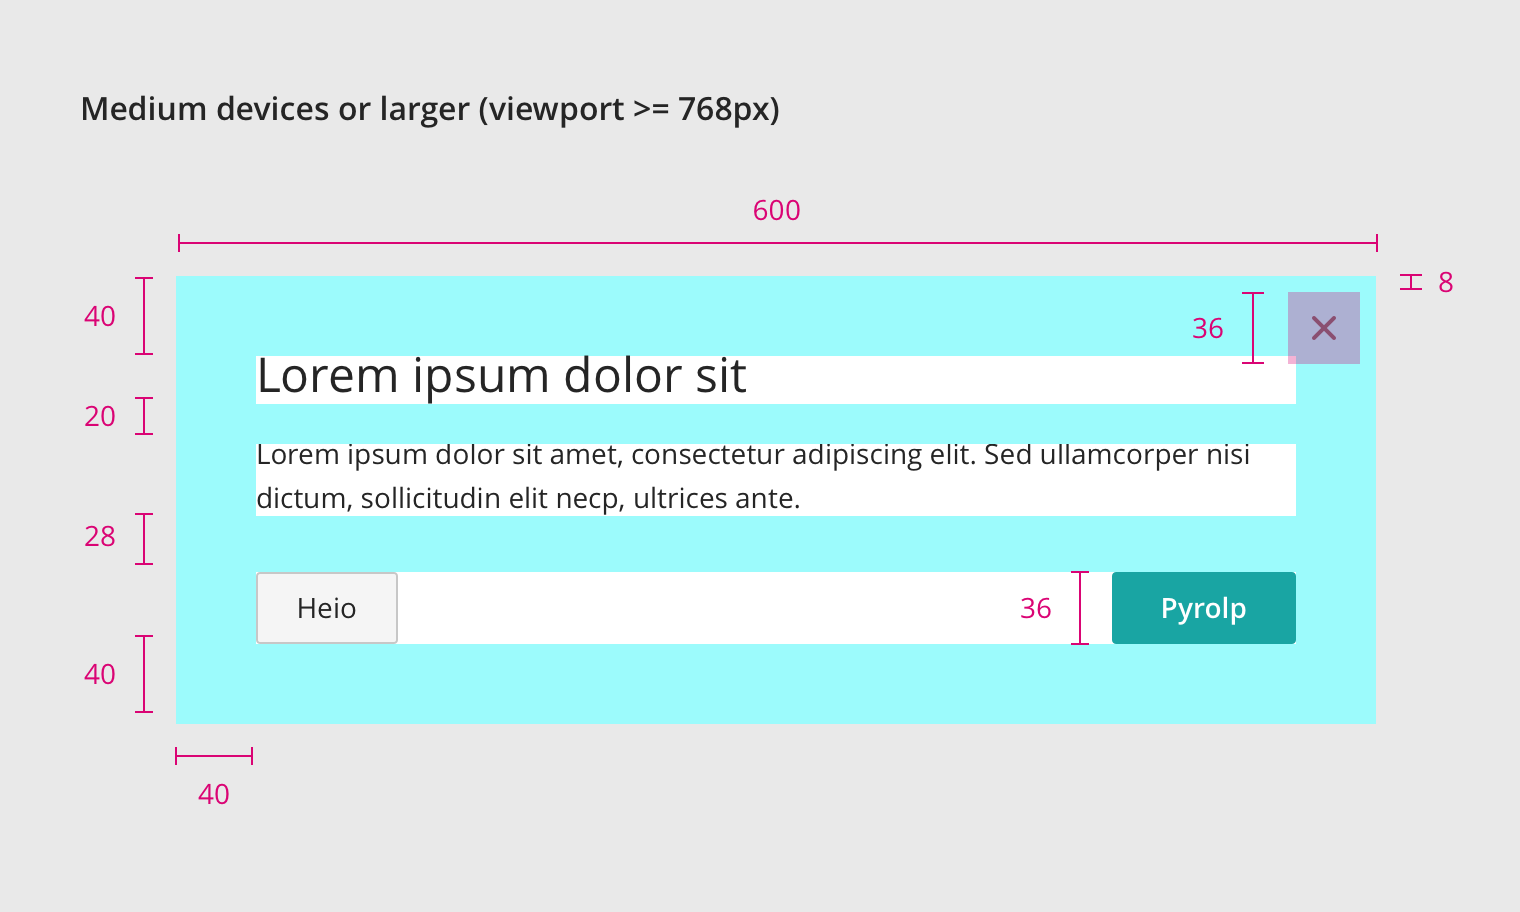 Medium devices or larger (viewport >= 768px)
600
8
40
36
Lorem ipsum dolor sit
20
Lorem ipsum dolor sit amet, consectetur adipiscing elit. Sed ullamcorper nisi
dictum, sollicitudin elit necp, ultrices ante.
28
Heio
36
Pyrolp
40
40